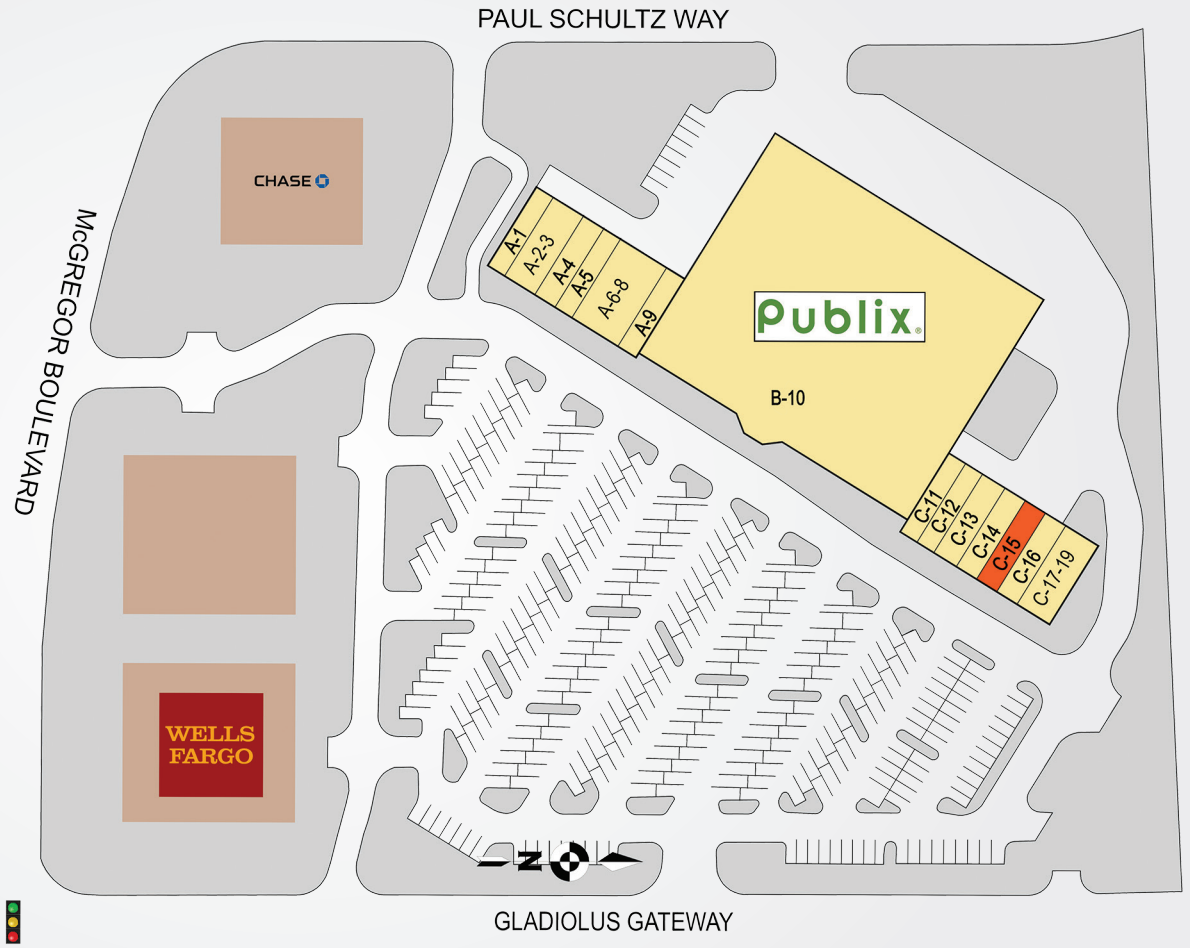 PAUL SCHULTZ WAY
CHASE
McGREGOR BOULEVARD
A-1
A-2-3
A-4
A-5
A-6-8
A-9
Publix®
B-10
C-11
C-12
C-13
C-14
C-15
C-16
C-17-19
WELLS
FARGO
N
GLADIOLUS GATEWAY